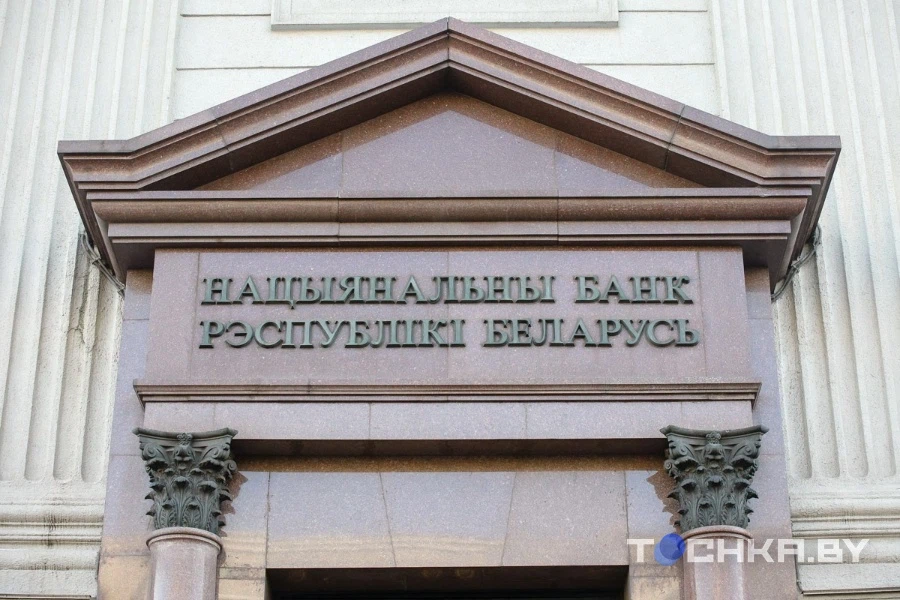 НАЦЫЯНАЛЬНЫ БАНК
РЭСПУБЛІКІ БЕЛАРУСЬ
TOCHKA.BY